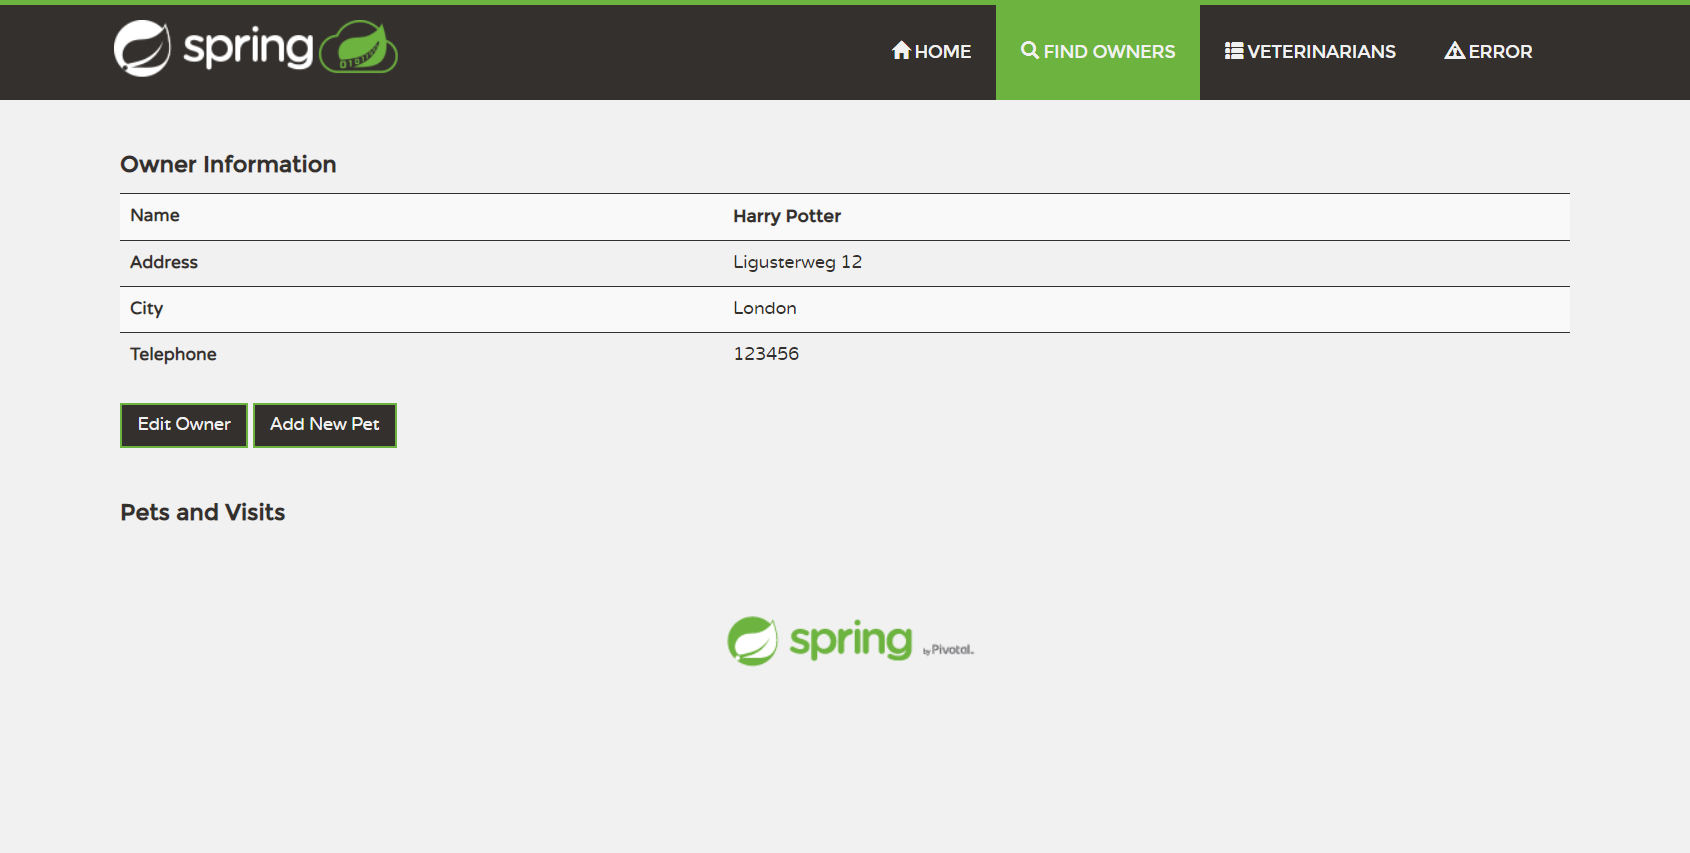 spring
HOME
FIND OWNERS
VETERINARIANS
ERROR
Owner Information
Name Harry Potter
Address Ligusterweg 12
City London
Telephone 123456
Edit Owner
Add New Pet
Pets and Visits
spring by Pivotal.